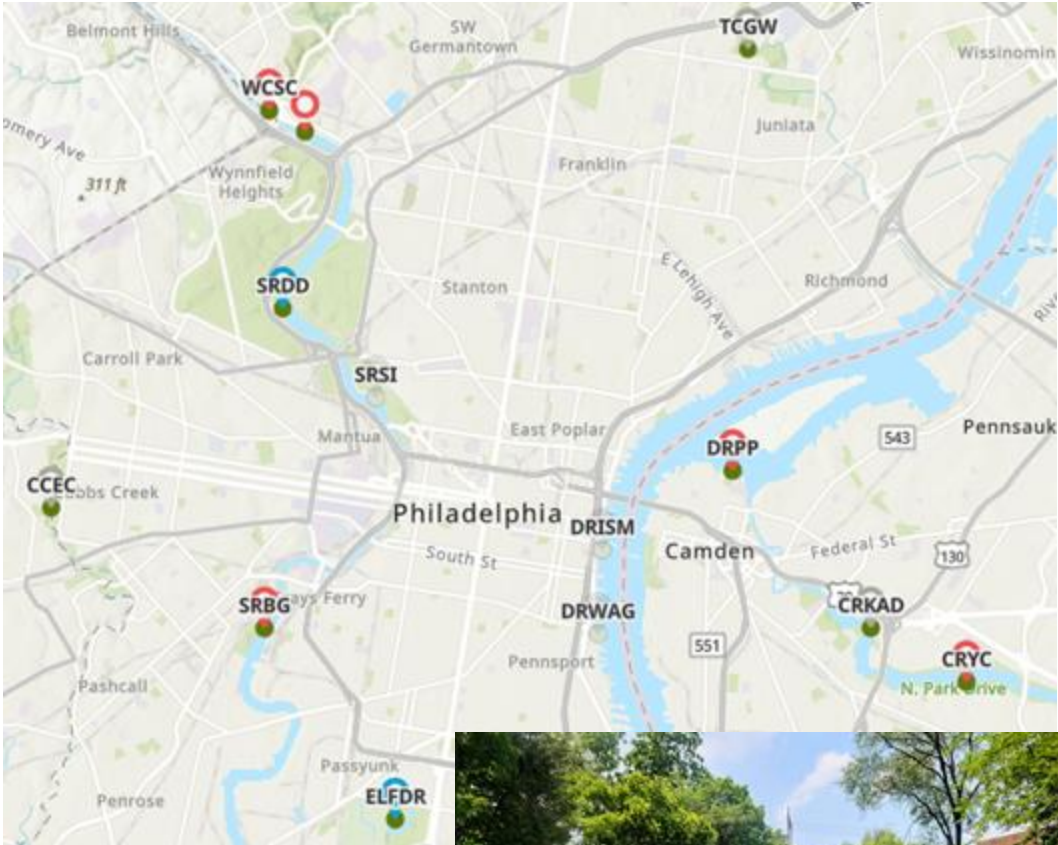 Belmont Hills
SW
Germantown
TCGW
Wissinomin
WCSC
Juniata
omery Ave
311 ft
Wynnfield
Heights
Franklin
SRDD
E Lehigh Ave
Richmond
Stanton
Carroll Park
SRSI
Mantua
East Poplar
DRPP
543
Pennsauk
CCEC
obbs Creek
Philadelphia
DRISM
South St
Camden
Federal St
130
SRBG
ays Ferry
DRWAG
CRKAD
Pennsport
551
CRYC
N. Park Drive
Pashcall
Passyunk
ELFDR
Penrose